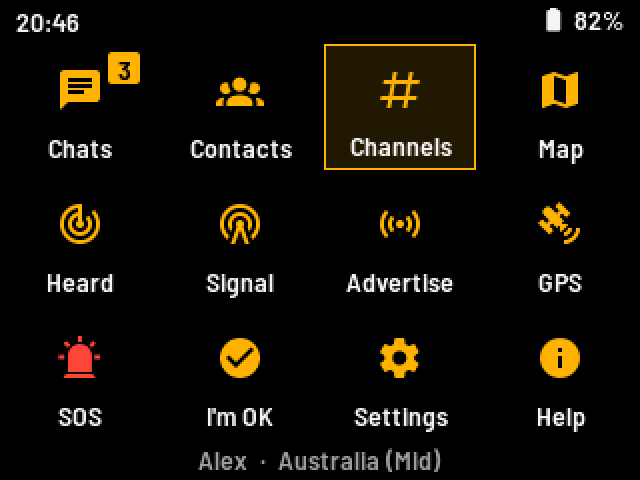 20:46 82%
3
Chats Contacts Channels Map
Heard Signal Advertise GPS
SOS I'm OK Settings Help
Alex · Australia (Mid)